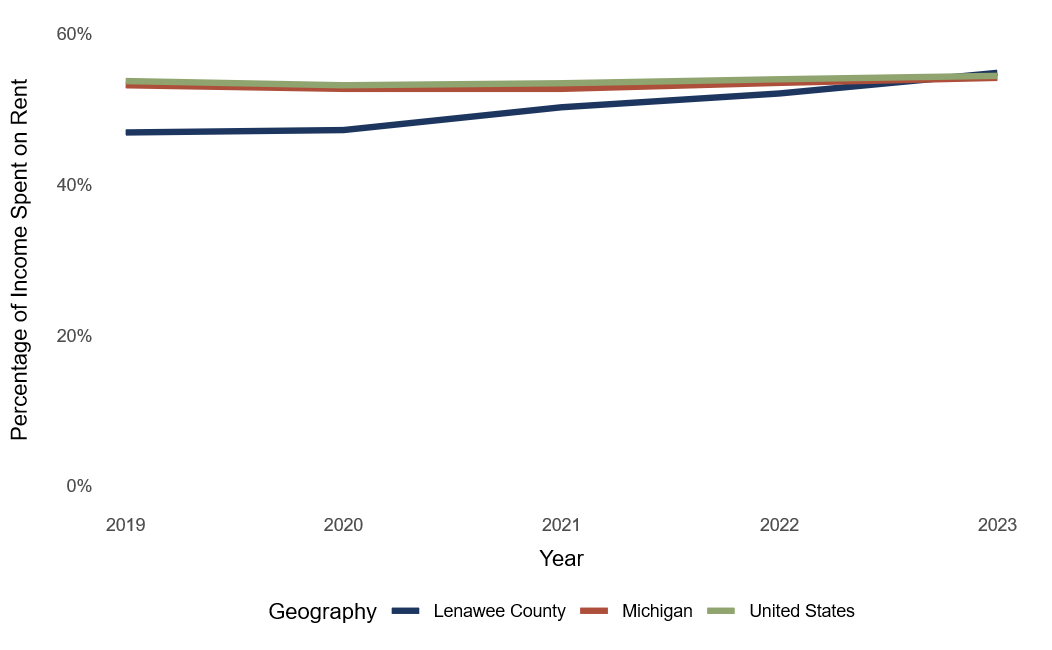 60%
40%
20%
0%
Percentage of Income Spent on Rent
2019 2020 2021 2022 2023
Year
Geography Lenawee County Michigan United States